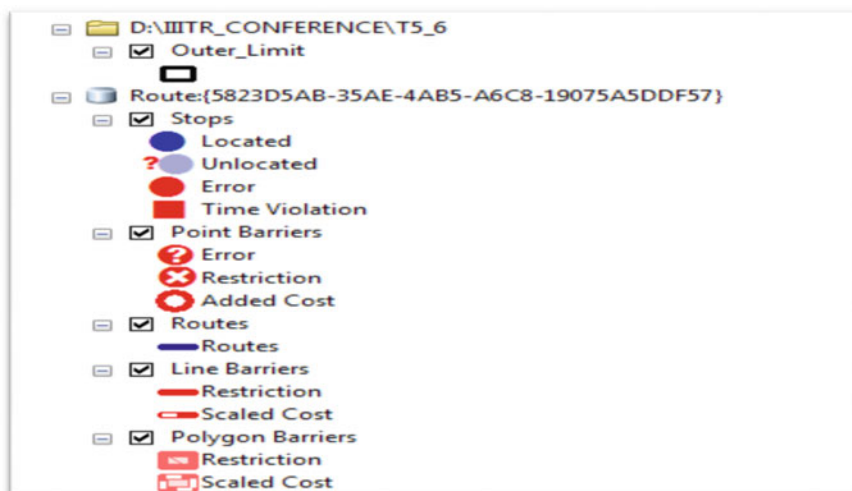 D:\IIITR_CONFERENCE\T5_6
Outer_Limit
Route:{5823D5AB-35AE-4AB5-A6C8-19075A5DDF57}
Stops
Located
? Unlocated
Error
Time Violation
Point Barriers
? Error
Restriction
Added Cost
Routes
Routes
Line Barriers
Restriction
Scaled Cost
Polygon Barriers
Restriction
Scaled Cost